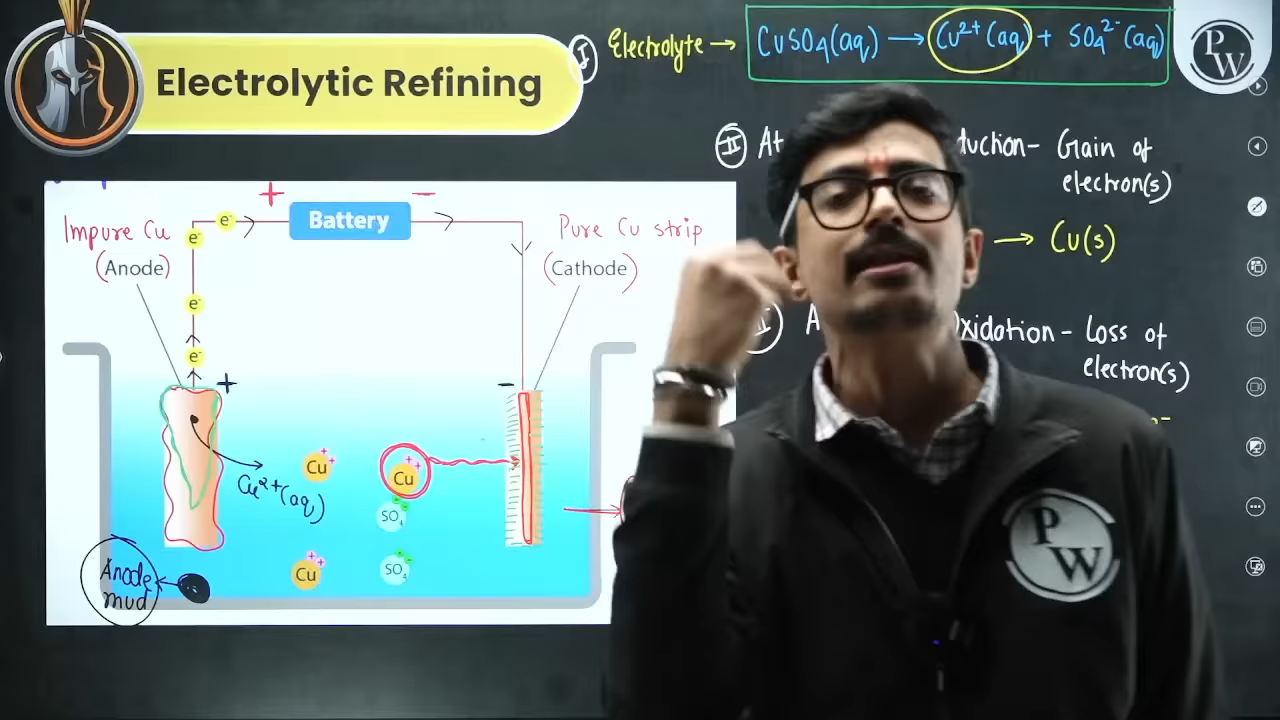 Electrolytic Refining
I Electrolyte → CuSO4(aq) → Cu2+(aq) + SO42-(aq)
PW
II At
duction- Gain of
electron(s)
→ Cu(s)
Oxidation - Loss of
electron(s)
e-
+
-
Battery
e-
e-
e-
e-
Impure Cu
(Anode)
Pure Cu strip
(Cathode)
+
-
Cu ++
Cu ++
SO4
Cu2+(aq)
Cu ++
SO4
Anode
mud
PW